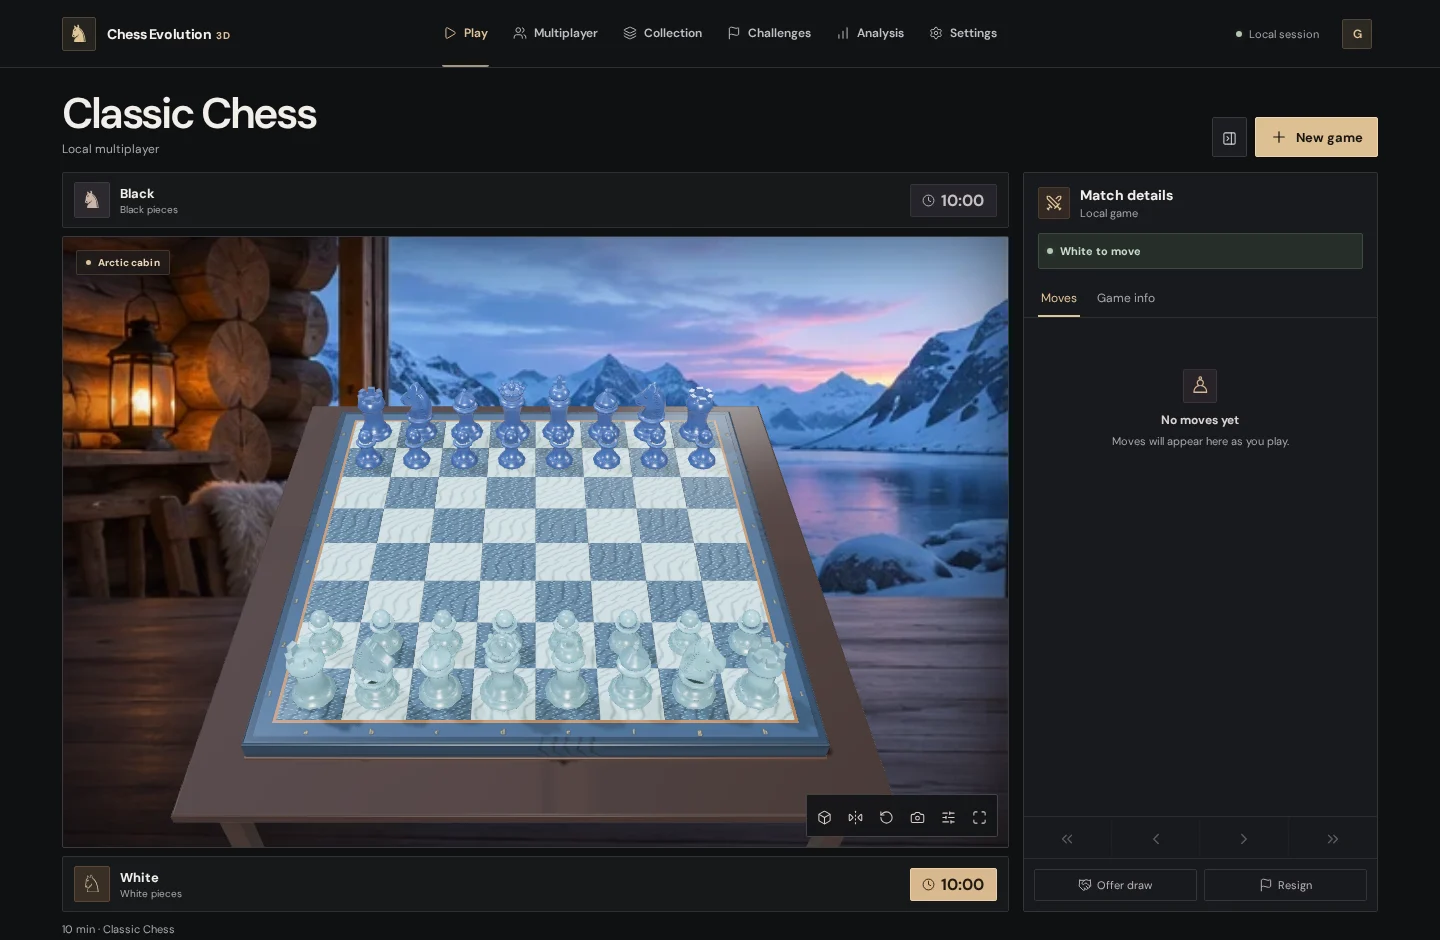 Chess Evolution 3D
Play
Multiplayer
Collection
Challenges
Analysis
Settings
Local session
G
Classic Chess
Local multiplayer
New game
Black
Black pieces
10:00
Arctic cabin
a b c d e f g h
White
White pieces
10:00
10 min · Classic Chess
Match details
Local game
White to move
Moves
Game info
No moves yet
Moves will appear here as you play.
Offer draw
Resign